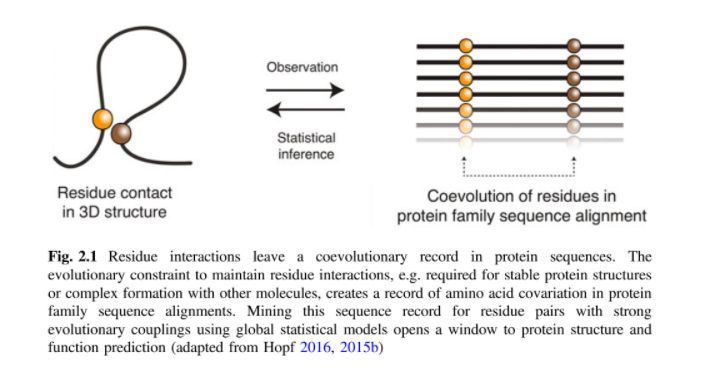 Observation
Statistical
inference
Residue contact
in 3D structure
Coevolution of residues in
protein family sequence alignment
Fig. 2.1 Residue interactions leave a coevolutionary record in protein sequences. The
evolutionary constraint to maintain residue interactions, e.g. required for stable protein structures
or complex formation with other molecules, creates a record of amino acid covariation in protein
family sequence alignments. Mining this sequence record for residue pairs with strong
evolutionary couplings using global statistical models opens a window to protein structure and
function prediction (adapted from Hopf 2016, 2015b)